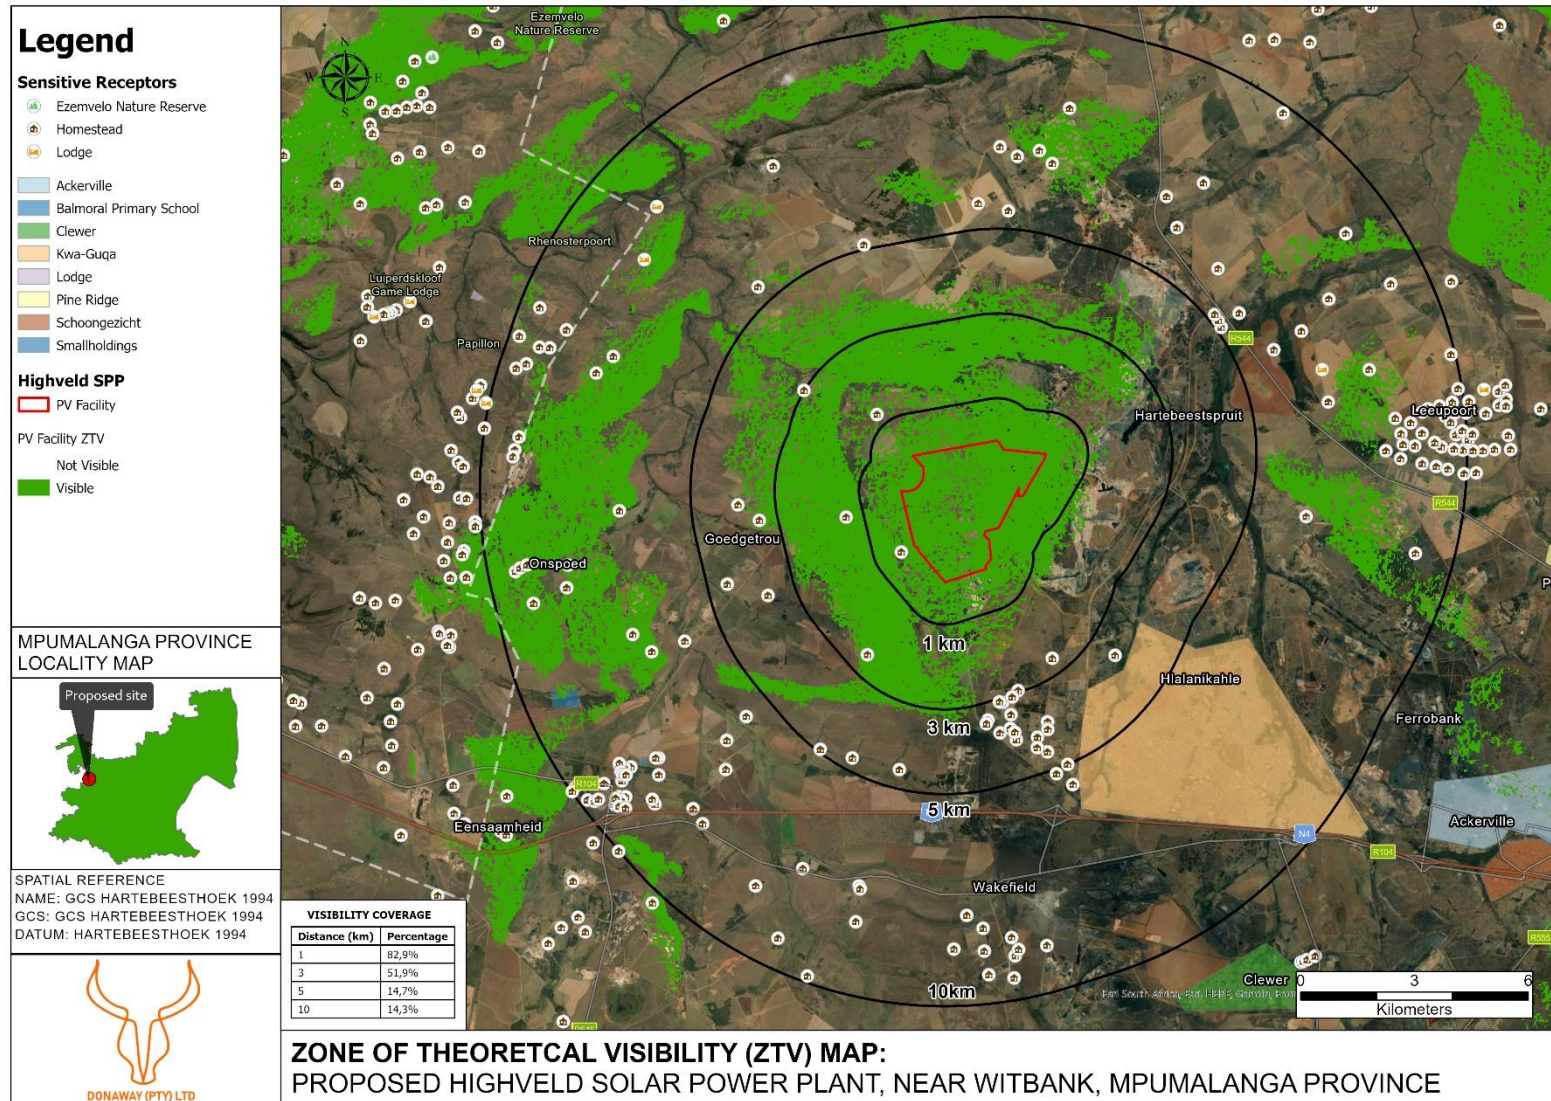 Legend
Sensitive Receptors
Ezemvelo Nature Reserve
Homestead
Lodge
Ackerville
Balmoral Primary School
Clewer
Kwa-Guqa
Lodge
Pine Ridge
Schoongezicht
Smallholdings
Highveld SPP
PV Facility
PV Facility ZTV
Not Visible
Visible
MPUMALANGA PROVINCE
LOCALITY MAP
Proposed site
SPATIAL REFERENCE
NAME: GCS HARTEBEESTHOEK 1994
GCS: GCS HARTEBEESTHOEK 1994
DATUM: HARTEBEESTHOEK 1994
DONAWAY (PTY) LTD
Ezemvelo
Nature Reserve
N
W E
S
Rhenosterpoort
Luiperdskloof
Game Lodge
Papillon
R544
Hartebeestspruit
Leeupoort
R544
Goedgetrou
Onspoed
P
1 km
Hlalanikahle
3 km
Ferrobank
R104
5 km
Eensaamheid
N4
Ackerville
R104
Wakefield
R555
10km
Clewer
VISIBILITY COVERAGE
Distance (km) Percentage
1 82,9%
3 51,9%
5 14,7%
10 14,3%
0 3 6
Kilometers
ZONE OF THEORETCAL VISIBILITY (ZTV) MAP:
PROPOSED HIGHVELD SOLAR POWER PLANT, NEAR WITBANK, MPUMALANGA PROVINCE